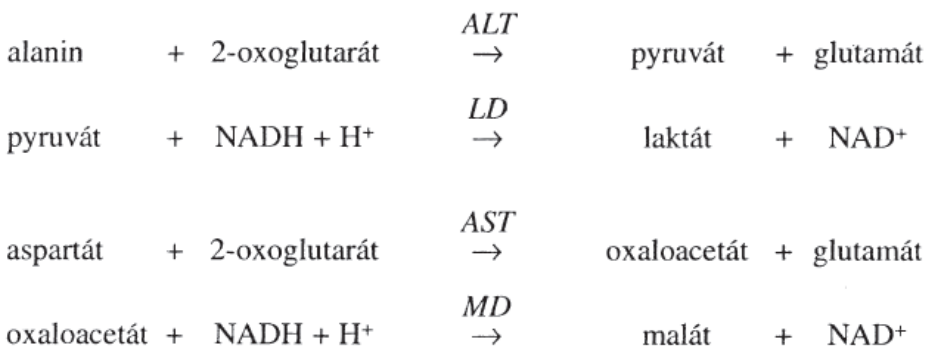 ALT
alanin + 2-oxoglutarát → pyruvát + glutamát
LD
pyruvát + NADH + H⁺ → laktát + NAD⁺
AST
aspartát + 2-oxoglutarát → oxaloacetát + glutamát
MD
oxaloacetát + NADH + H⁺ → malát + NAD⁺